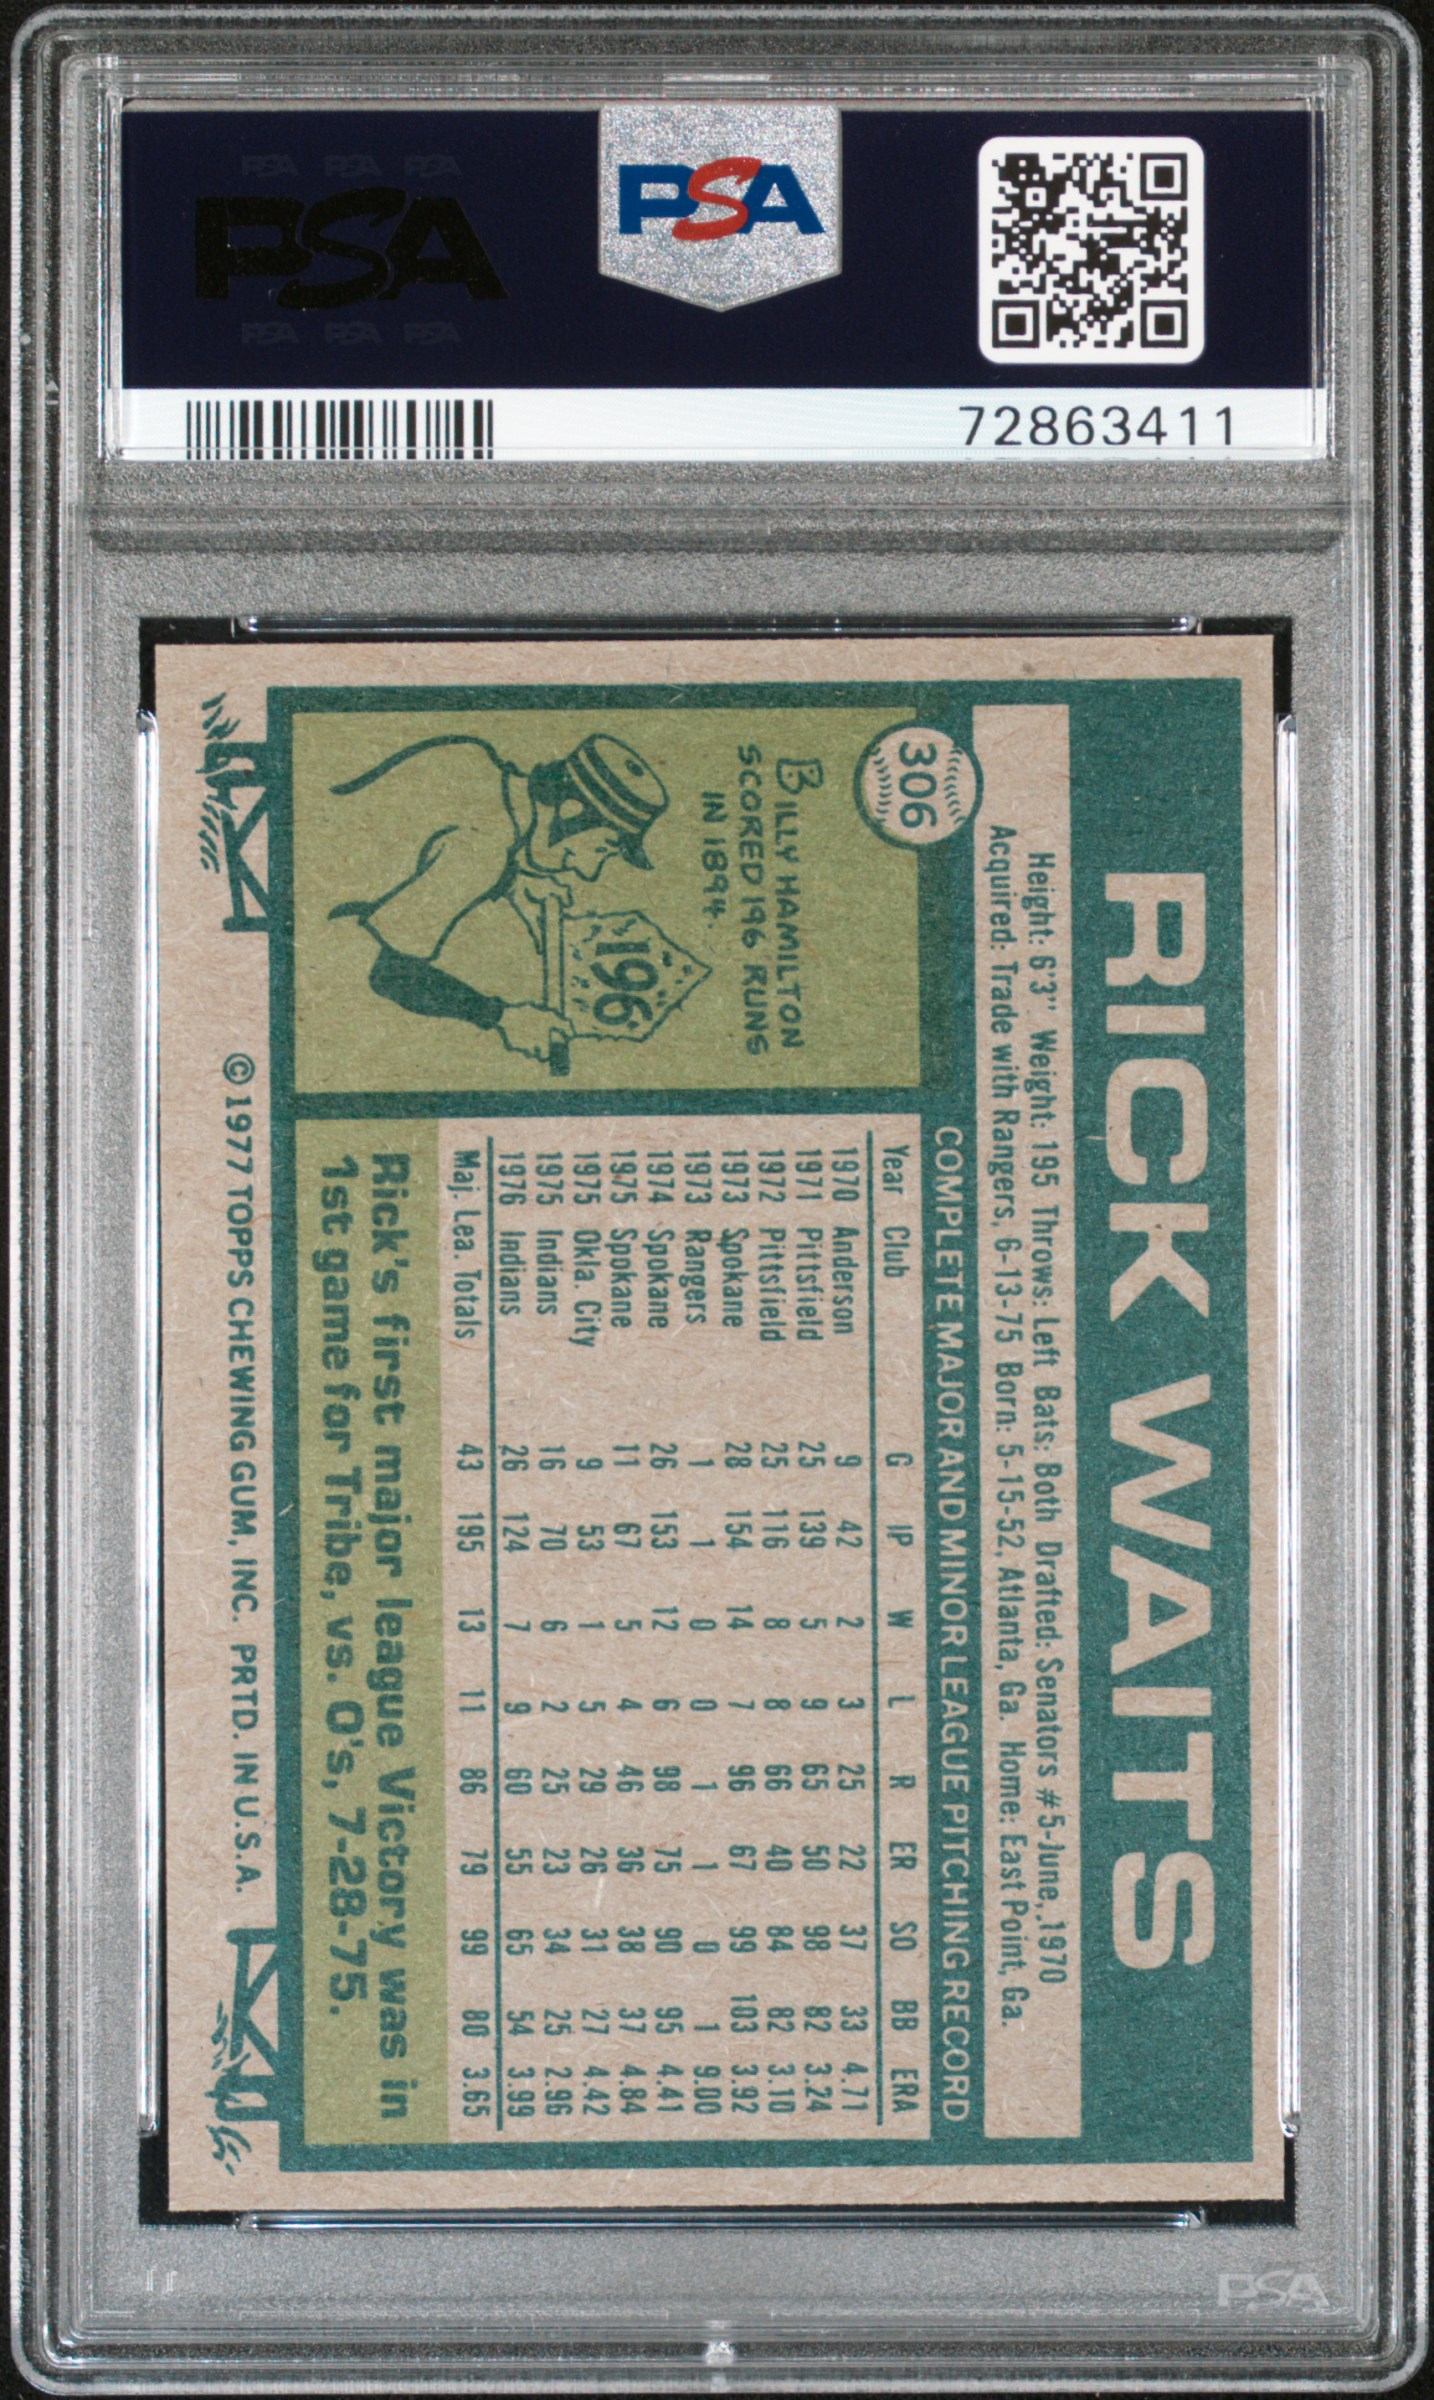 PSA PSA PSA
PSA
PSA PSA PSA
PSA
72863411
RICK WAITS
Height: 6'3" Weight: 195 Throws: Left Bats: Both Drafted: Senators #5-June, 1970
Acquired: Trade with Rangers, 6-13-75 Born: 5-15-52, Atlanta, Ga. Home: East Point, Ga.
306
BILLY HAMILTON
SCORED 196 RUNS
IN 1894.
196
COMPLETE MAJOR AND MINOR LEAGUE PITCHING RECORD
Year Club G IP W L R ER SO BB ERA
1970 Anderson 9 42 2 3 25 22 37 33 4.71
1971 Pittsfield 25 139 5 9 65 50 98 82 3.24
1972 Pittsfield 25 116 8 8 66 40 84 82 3.10
1973 Spokane 28 154 14 7 96 67 99 103 3.92
1973 Rangers 1 1 0 0 1 1 0 1 9.00
1974 Spokane 26 153 12 6 98 75 90 95 4.41
1975 Spokane 11 67 5 4 46 36 38 37 4.84
1975 Okla. City 9 53 1 5 29 26 31 27 4.42
1975 Indians 16 70 6 2 25 23 34 25 2.96
1976 Indians 26 124 7 9 60 55 65 54 3.99
Maj. Lea. Totals 43 195 13 11 86 79 99 80 3.65
Rick's first major league Victory was in
1st game for Tribe, vs. O's, 7-28-75.
© 1977 TOPPS CHEWING GUM, INC. PRTD. IN U.S.A.
PSA